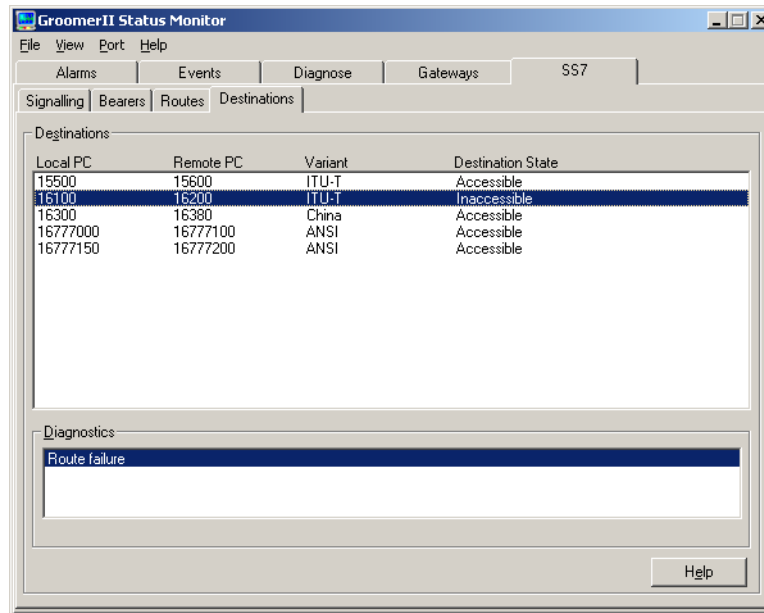 GroomerII Status Monitor
File View Port Help
Alarms Events Diagnose Gateways SS7
Signalling Bearers Routes Destinations
Destinations
Local PC Remote PC Variant Destination State
15500 15600 ITU-T Accessible
16100 16200 ITU-T Inaccessible
16300 16380 China Accessible
16777000 16777100 ANSI Accessible
16777150 16777200 ANSI Accessible
Diagnostics
Route failure
Help